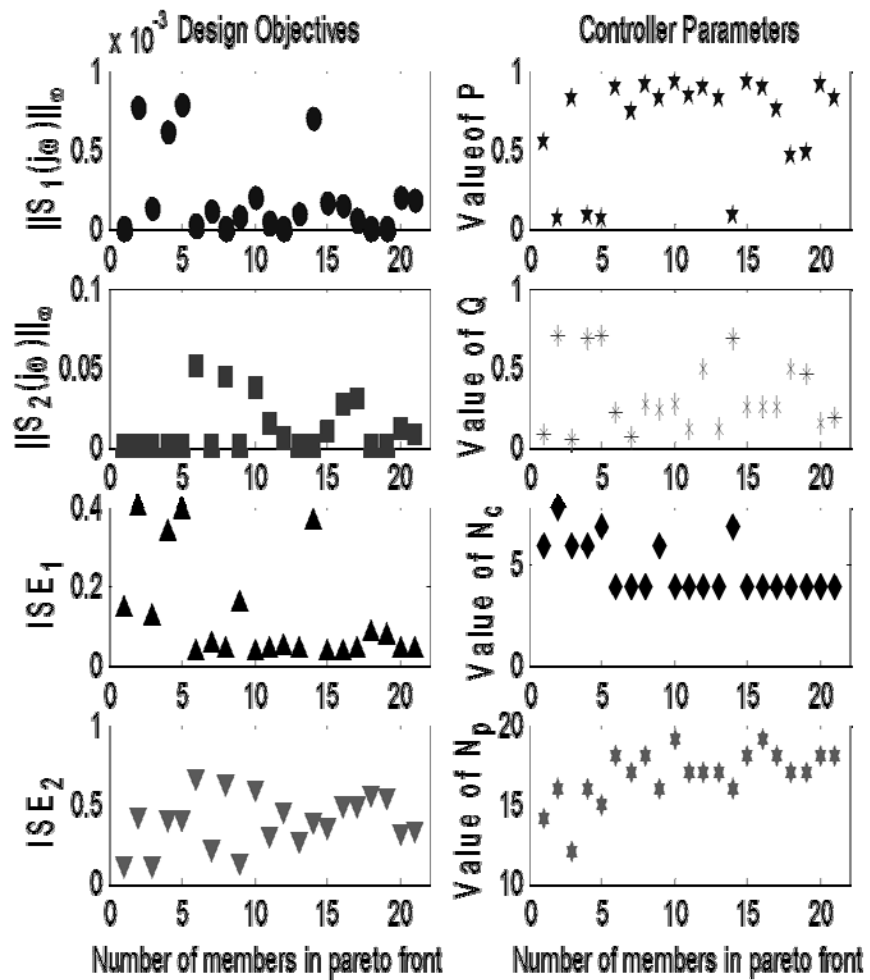 x 10-3 Design Objectives
Controller Parameters
||S1(jω)||∞
1
0.5
0
0 5 10 15 20
Valueof P
1
0.5
0
0 5 10 15 20
||S2(jω)||∞
0.1
0.05
0
0 5 10 15 20
Value of Q
1
0.5
0
0 5 10 15 20
ISE1
0.4
0.2
0
0 5 10 15 20
Value of Nc
5
0
0 5 10 15 20
ISE2
1
0.5
0
0 5 10 15 20
Number of members in pareto front
Value of Np
20
15
10
0 5 10 15 20
Number of members in pareto front